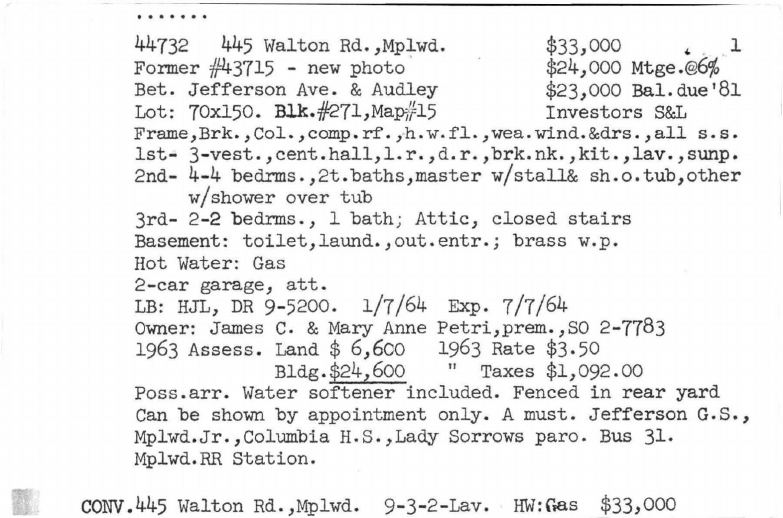 .......
44732 445 Walton Rd.,Mplwd. $33,000 1
Former #43715 - new photo $24,000 Mtge.@6%
Bet. Jefferson Ave. & Audley $23,000 Bal.due'81
Lot: 70x150. Blk.#271,Map#15 Investors S&L
Frame,Brk.,Col.,comp.rf.,h.w.fl.,wea.wind.&drs.,all s.s.
1st- 3-vest.,cent.hall,l.r.,d.r.,brk.nk.,kit.,lav.,sunp.
2nd- 4-4 bedrms.,2t.baths,master w/stall& sh.o.tub,other
w/shower over tub
3rd- 2-2 bedrms., 1 bath; Attic, closed stairs
Basement: toilet,laund.,out.entr.; brass w.p.
Hot Water: Gas
2-car garage, att.
LB: HJL, DR 9-5200. 1/7/64 Exp. 7/7/64
Owner: James C. & Mary Anne Petri,prem.,SO 2-7783
1963 Assess. Land $ 6,600 1963 Rate $3.50
Bldg.$24,600 " Taxes $1,092.00
Poss.arr. Water softener included. Fenced in rear yard
Can be shown by appointment only. A must. Jefferson G.S.,
Mplwd.Jr.,Columbia H.S.,Lady Sorrows paro. Bus 31.
Mplwd.RR Station.
CONV.445 Walton Rd.,Mplwd. 9-3-2-Lav. HW:Gas $33,000